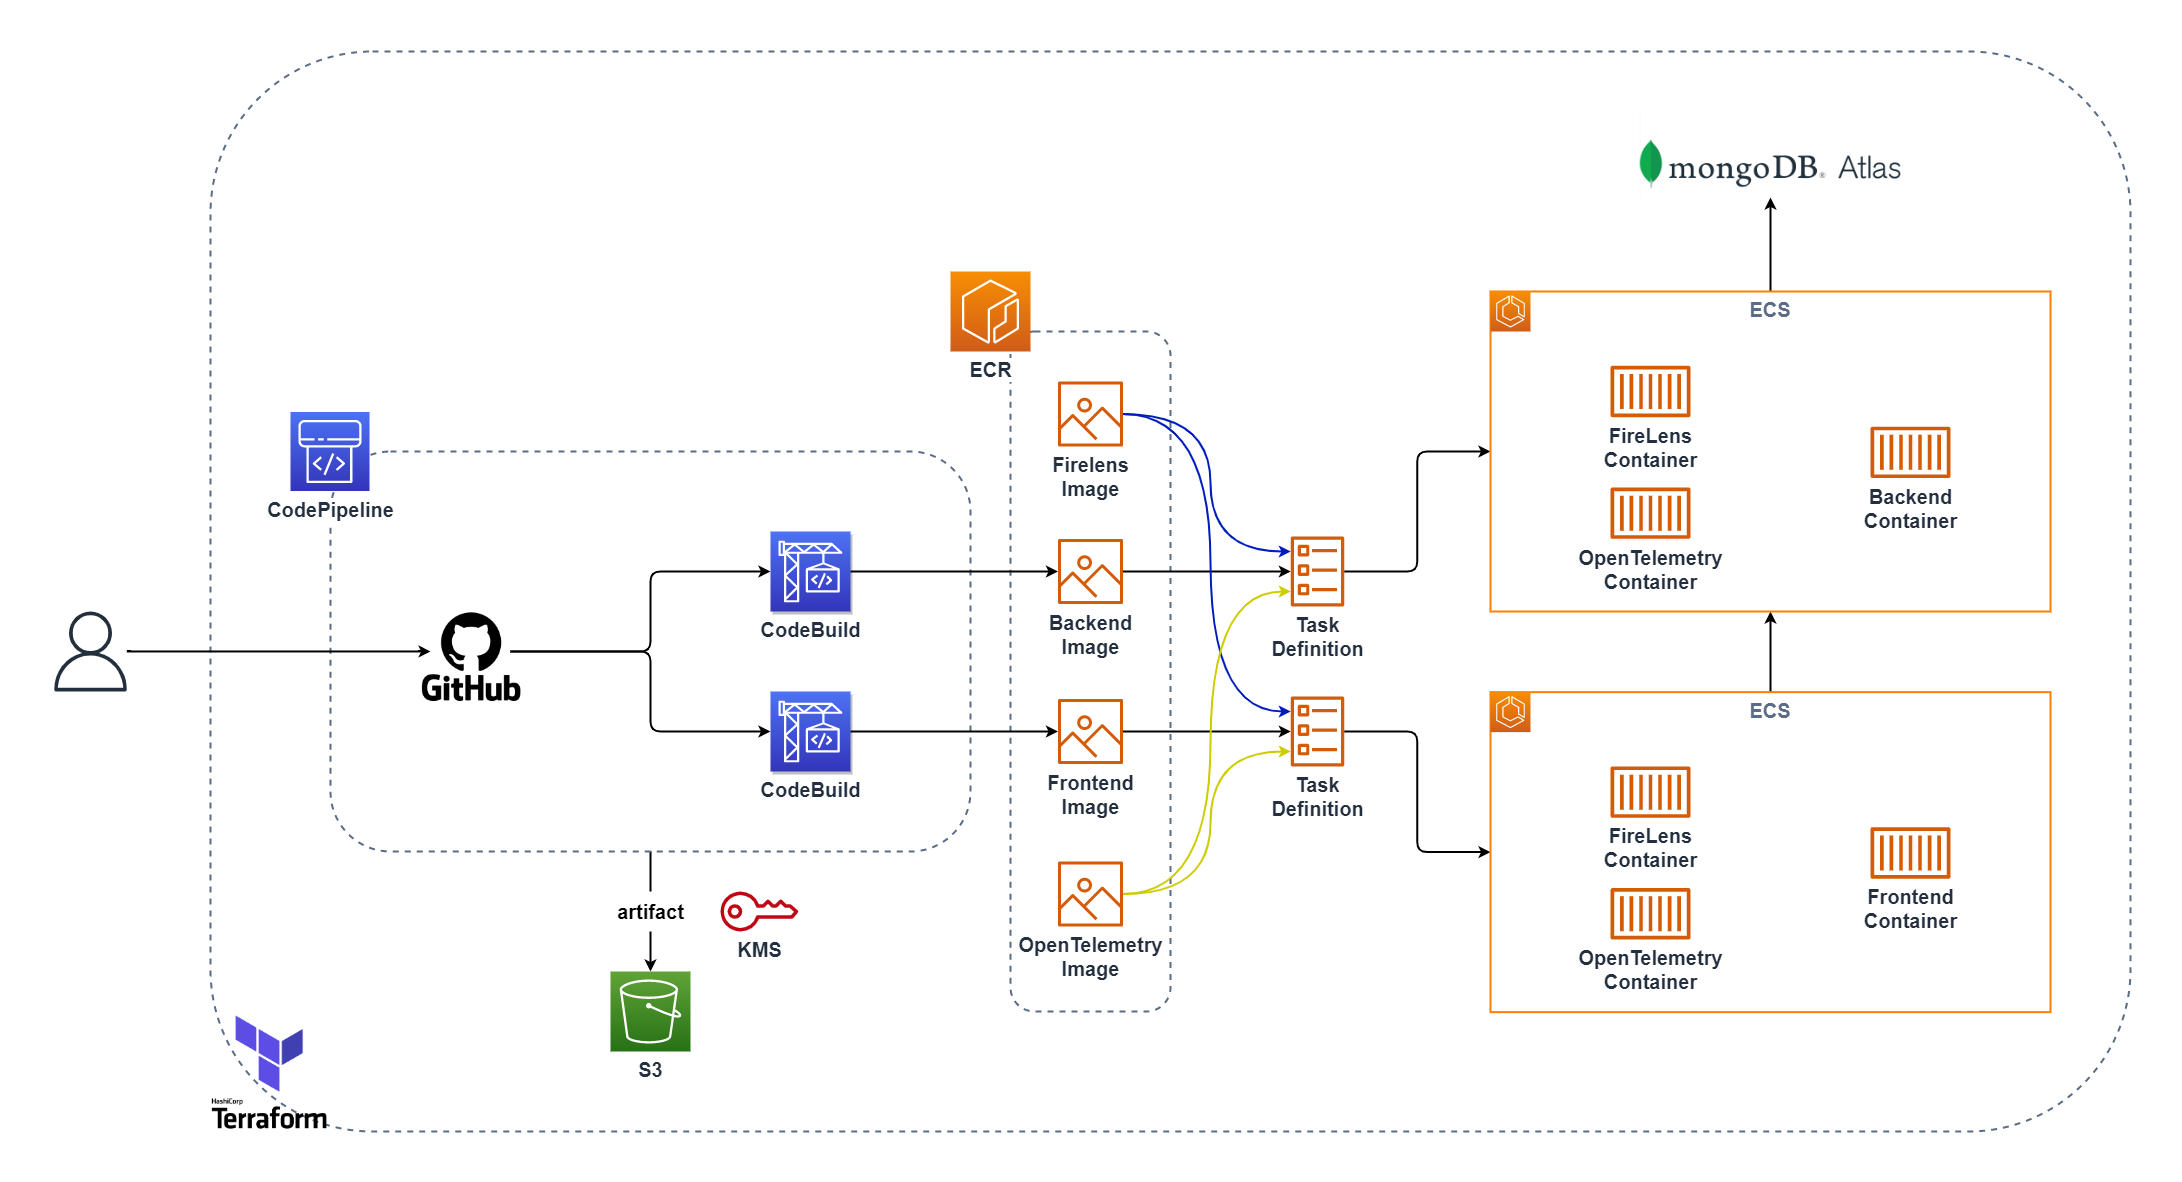 mongoDB® Atlas
ECS
ECR
FireLens
Container
Firelens
Image
Backend
Container
CodePipeline
OpenTelemetry
Container
CodeBuild
Backend
Image
Task
Definition
GitHub
ECS
CodeBuild
Frontend
Image
Task
Definition
FireLens
Container
Frontend
Container
artifact
KMS
OpenTelemetry
Image
OpenTelemetry
Container
S3
HashiCorp
Terraform